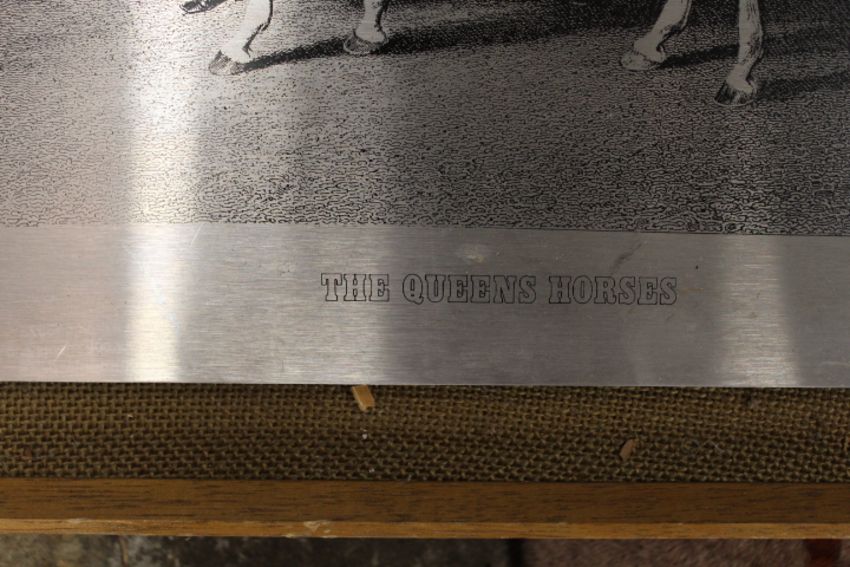 THE QUEENS HORSES